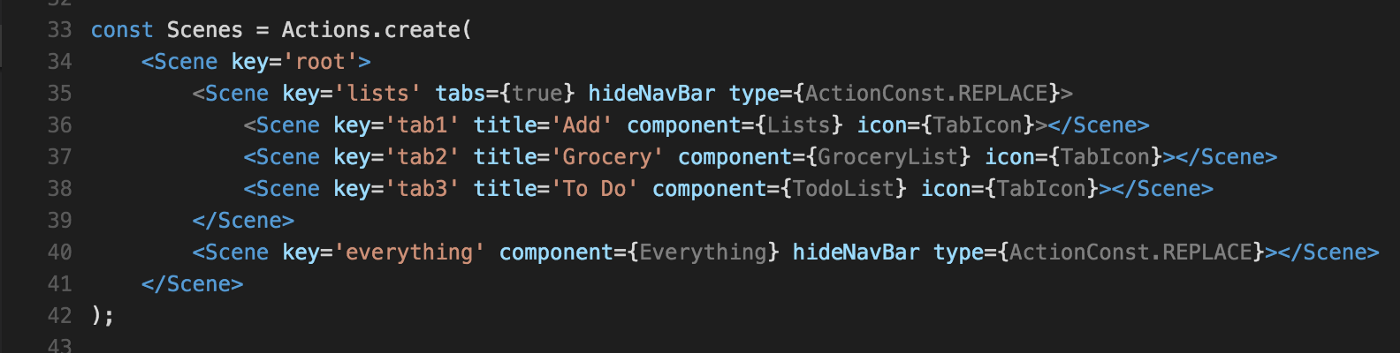 32
33 const Scenes = Actions.create(
34     <Scene key='root'>
35         <Scene key='lists' tabs={true} hideNavBar type={ActionConst.REPLACE}>
36             <Scene key='tab1' title='Add' component={Lists} icon={TabIcon}></Scene>
37             <Scene key='tab2' title='Grocery' component={GroceryList} icon={TabIcon}></Scene>
38             <Scene key='tab3' title='To Do' component={TodoList} icon={TabIcon}></Scene>
39         </Scene>
40         <Scene key='everything' component={Everything} hideNavBar type={ActionConst.REPLACE}></Scene>
41     </Scene>
42 );
43